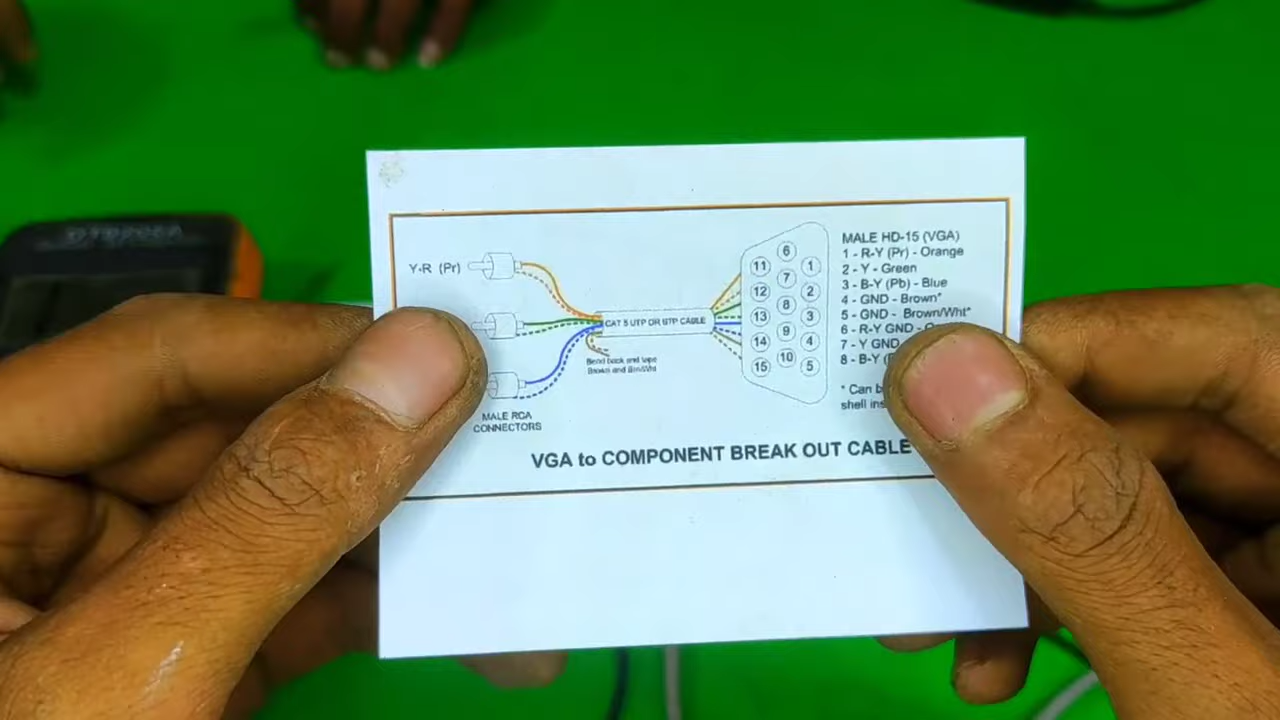 Y-R (Pr)
CAT 5 UTP OR STP CABLE
Bend back and tape
Brown and Brn/Wht
MALE RCA
CONNECTORS
6
11
1
7
12
2
8
13
3
9
14
4
10
15
5
MALE HD-15 (VGA)
1 - R-Y (Pr) - Orange
2 - Y - Green
3 - B-Y (Pb) - Blue
4 - GND - Brown*
5 - GND - Brown/Wht*
6 - R-Y GND -
7 - Y GND
8 - B-Y
* Can
shell
VGA to COMPONENT BREAK OUT CABLE